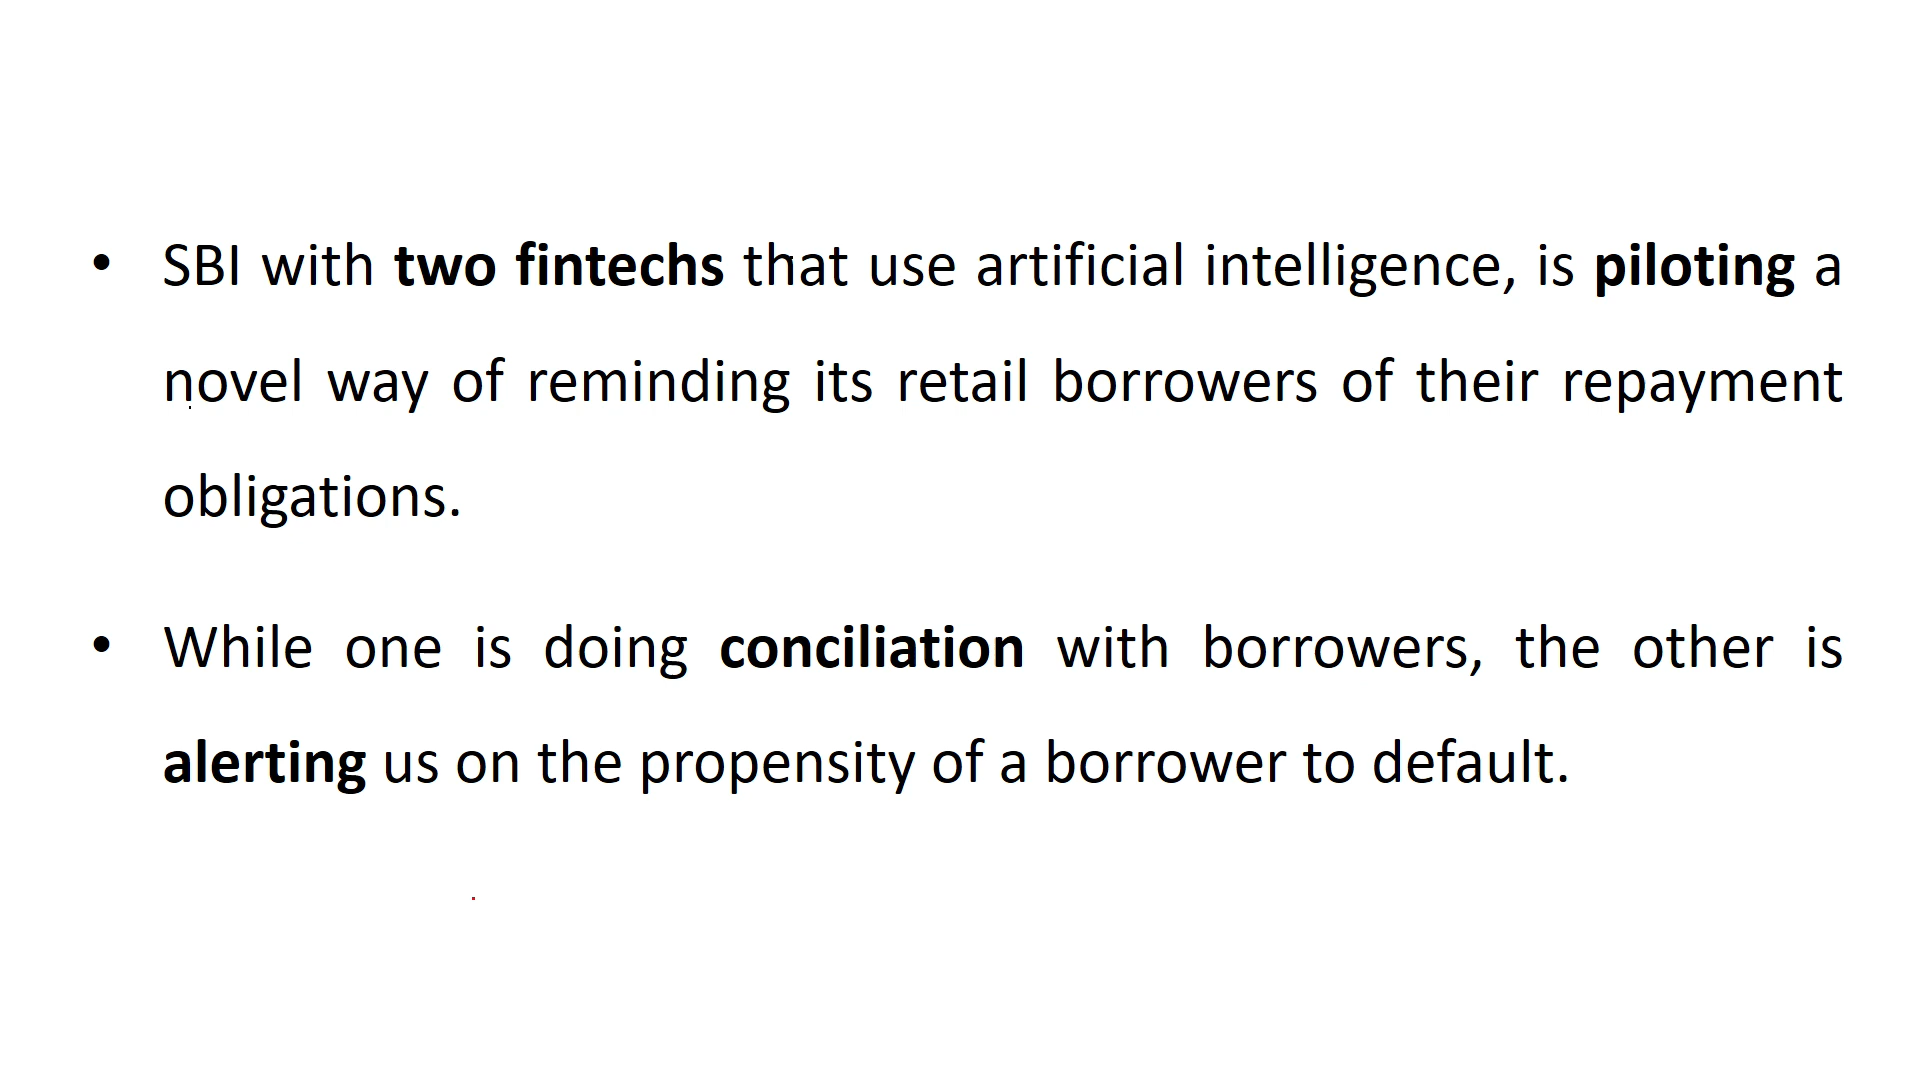 • SBI with two fintechs that use artificial intelligence, is piloting a
novel way of reminding its retail borrowers of their repayment
obligations.
• While one is doing conciliation with borrowers, the other is
alerting us on the propensity of a borrower to default.